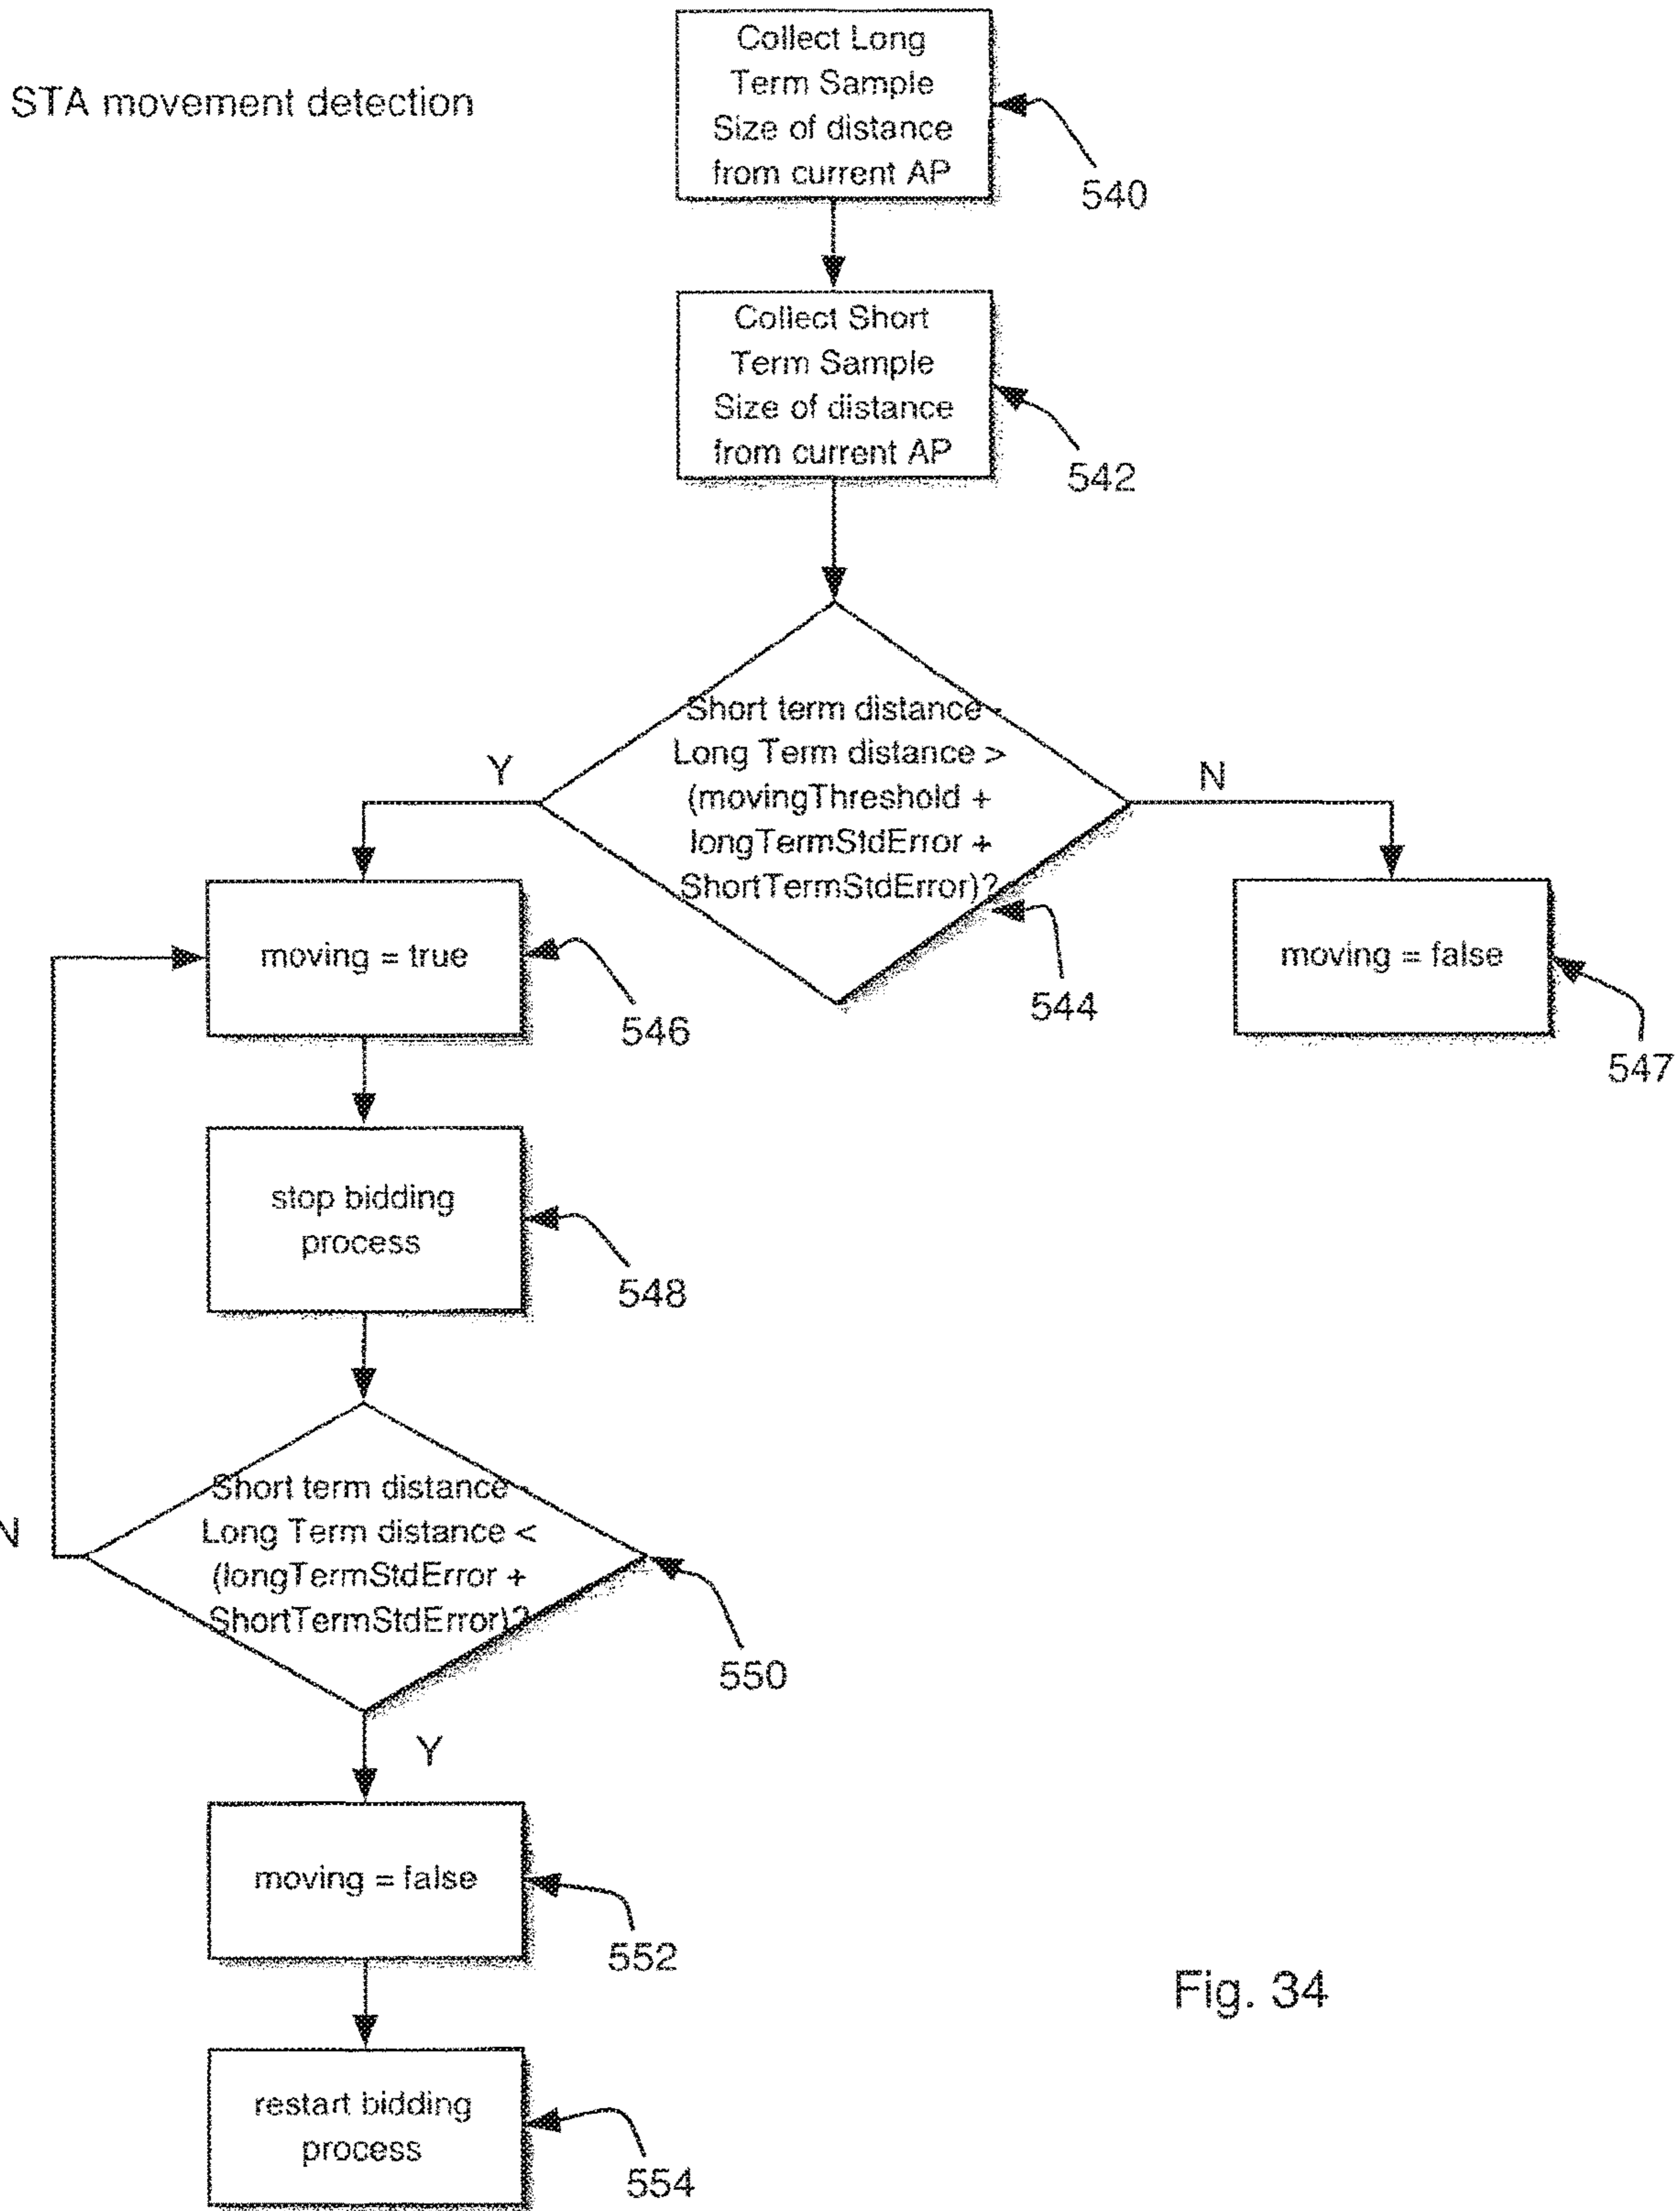 STA movement detection
Collect Long
Term Sample
Size of distance
from current AP
540
Collect Short
Term Sample
Size of distance
from current AP
542
Short term distance -
Long Term distance >
(movingThreshold +
longTermStdError +
ShortTermStdError)?
Y
N
544
moving = true
546
moving = false
547
stop bidding
process
548
Short term distance -
Long Term distance <
(longTermStdError +
ShortTermStdError)?
N
550
Y
moving = false
552
restart bidding
process
554
Fig. 34